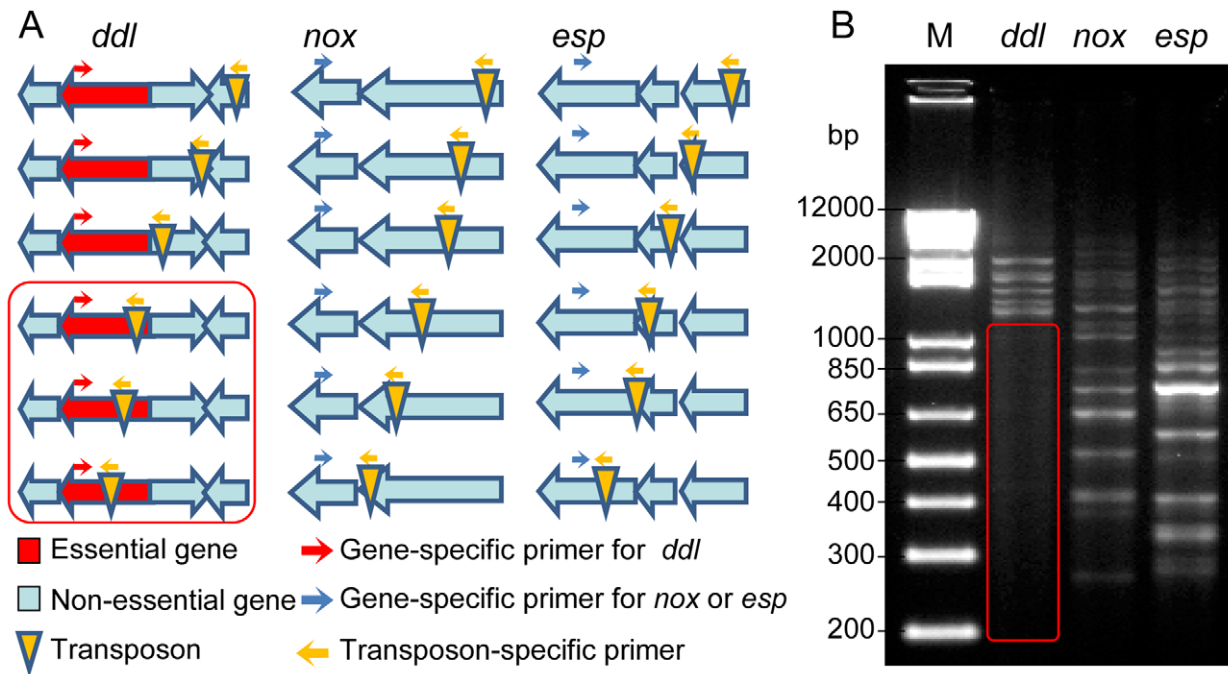 A
ddl
nox
esp
Essential gene
Non-essential gene
Transposon
Gene-specific primer for ddl
Gene-specific primer for nox or esp
Transposon-specific primer
B
M ddl nox esp
bp
12000
2000
1000
850
650
500
400
300
200